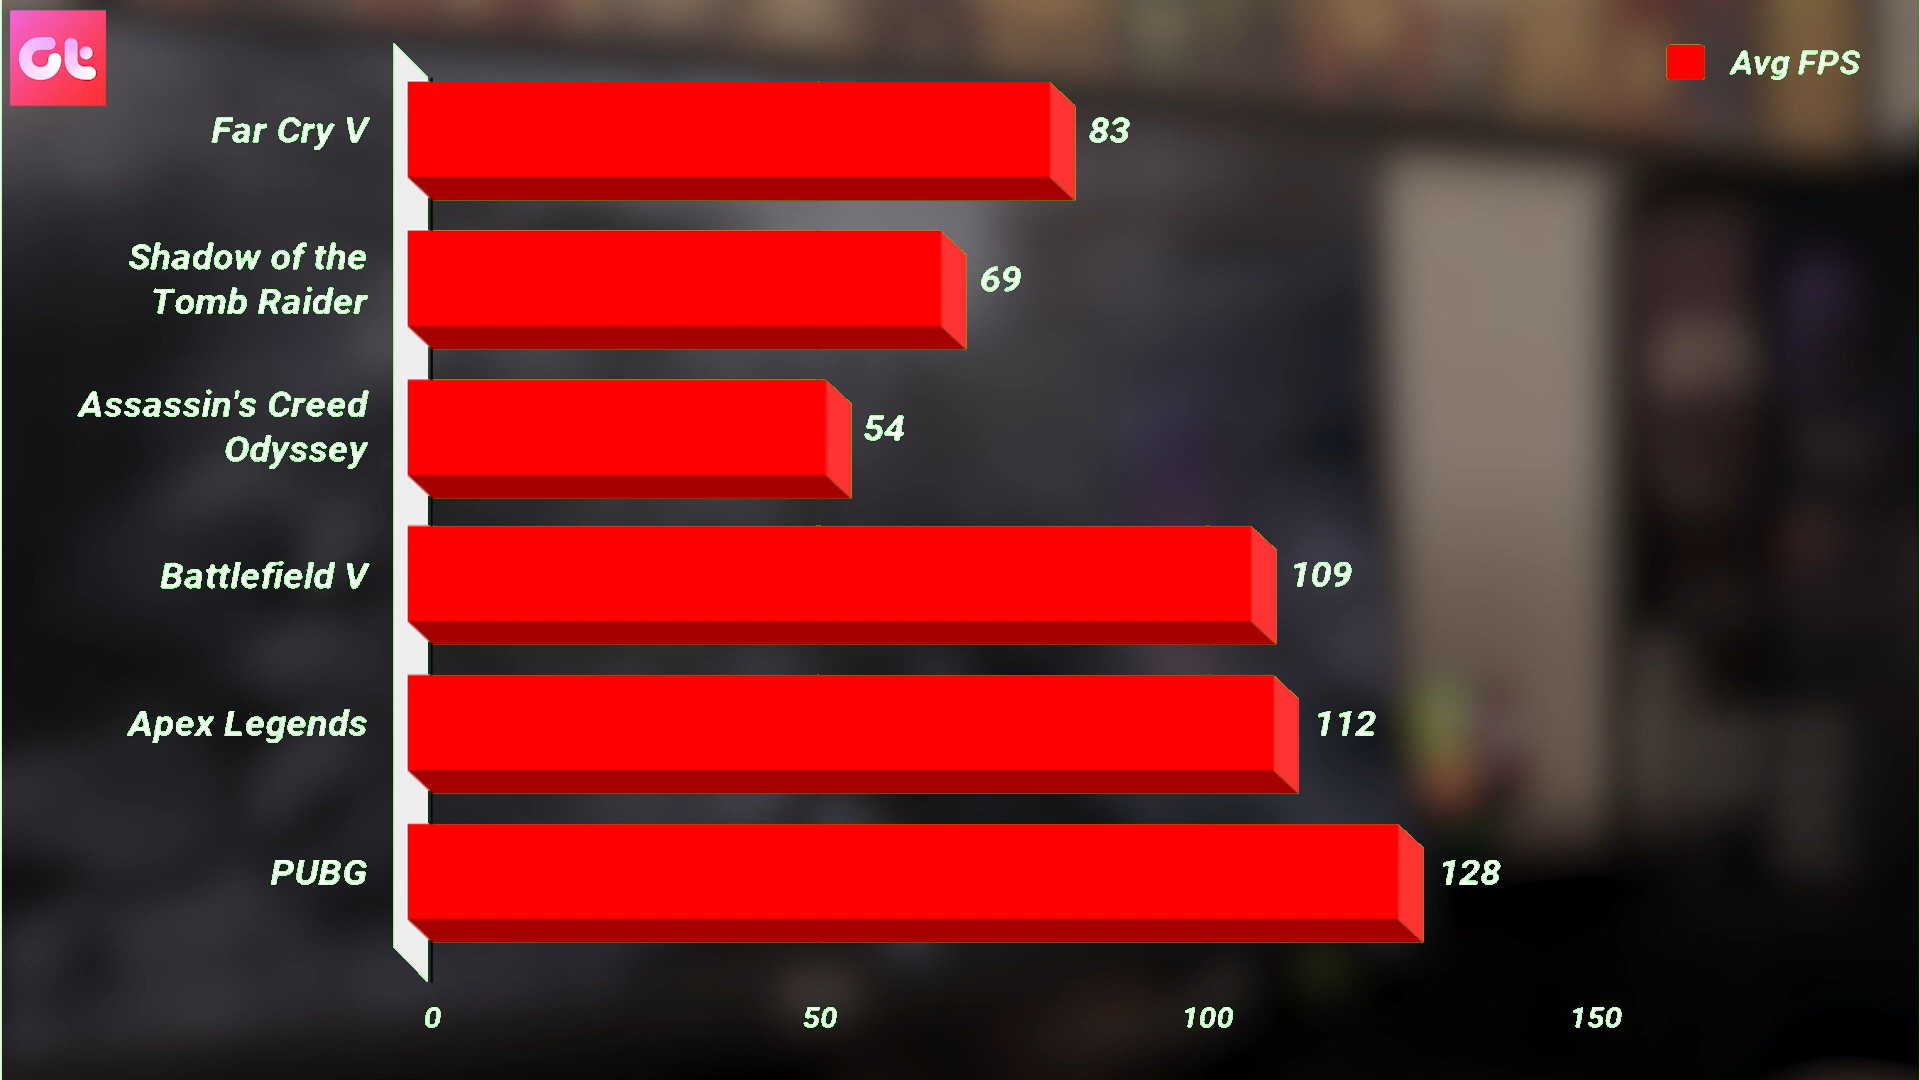 Gt
Avg FPS
Far Cry V
83
Shadow of the
Tomb Raider
69
Assassin's Creed
Odyssey
54
Battlefield V
109
Apex Legends
112
PUBG
128
0
50
100
150